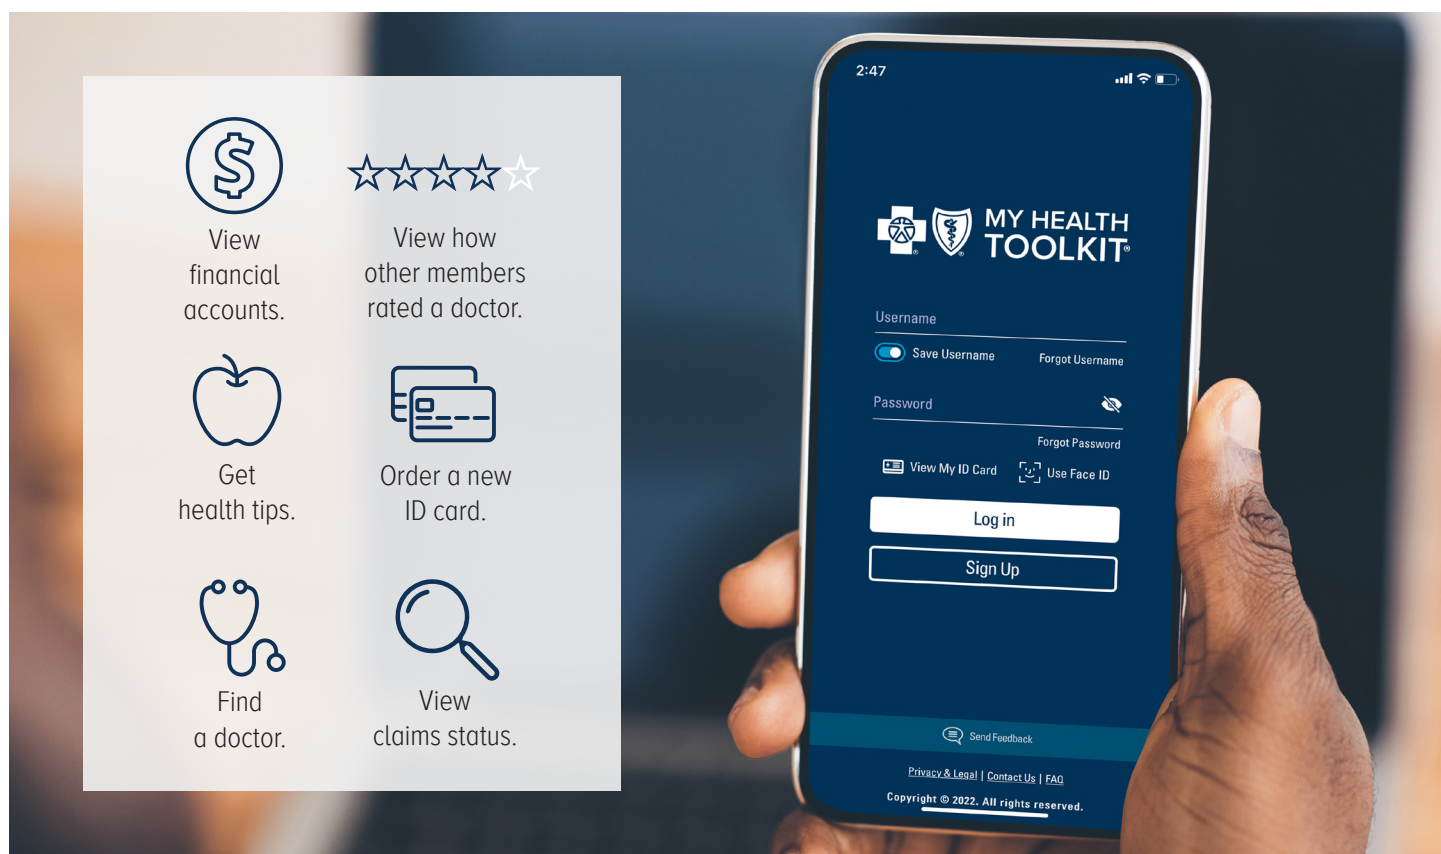 View
financial
accounts.
View how
other members
rated a doctor.
Get
health tips.
Order a new
ID card.
Find
a doctor.
View
claims status.
2:47
MY HEALTH
TOOLKIT®
Username
Save Username
Forgot Username
Password
Forgot Password
View My ID Card
Use Face ID
Log in
Sign Up
Send Feedback
Privacy & Legal | Contact Us | FAQ
Copyright © 2022. All rights reserved.